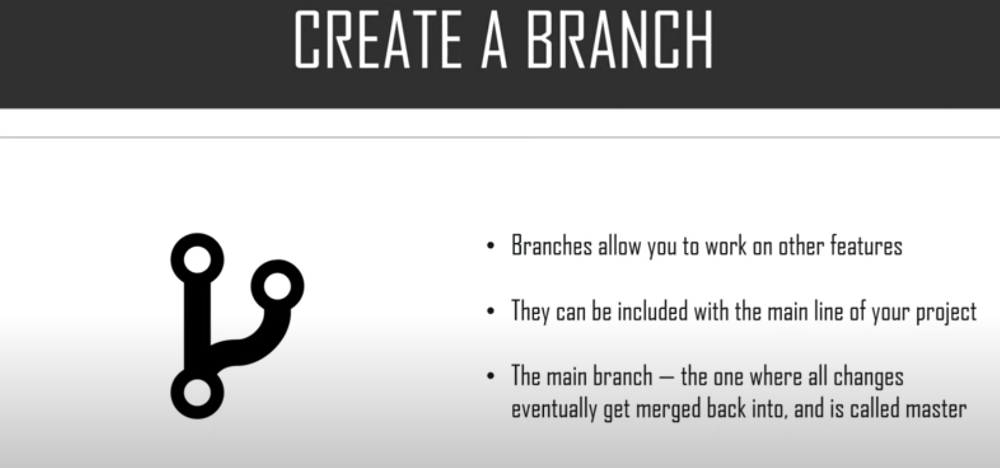 CREATE A BRANCH
• Branches allow you to work on other features
• They can be included with the main line of your project
• The main branch – the one where all changes
eventually get merged back into, and is called master